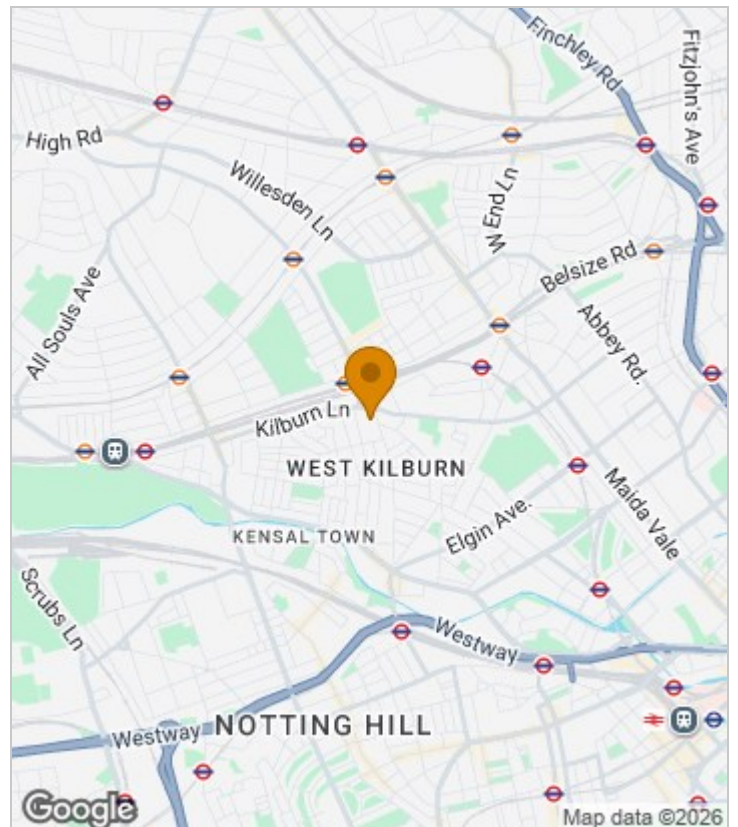 Finchley Rd
Fitzjohn's Ave
High Rd
Willesden Ln
W End Ln
Belsize Rd
All Souls Ave
Abbey Rd.
Kilburn Ln
WEST KILBURN
Maida Vale
Elgin Ave.
KENSAL TOWN
Scrubs Ln
Westway
Westway
NOTTING HILL
Google
Map data ©2026